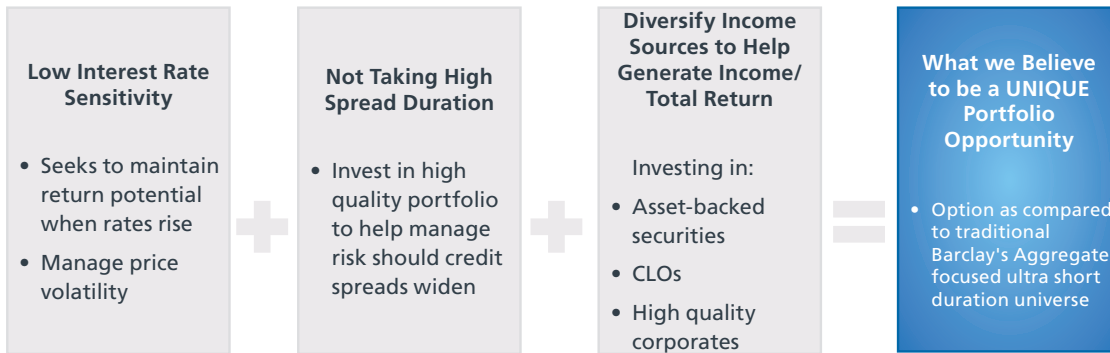 Low Interest Rate
Sensitivity
• Seeks to maintain
return potential
when rates rise
• Manage price
volatility
Not Taking High
Spread Duration
• Invest in high
quality portfolio
to help manage
risk should credit
spreads widen
Diversify Income
Sources to Help
Generate Income/
Total Return
Investing in:
• Asset-backed
securities
• CLOs
• High quality
corporates
What we Believe
to be a UNIQUE
Portfolio
Opportunity
• Option as compared
to traditional
Barclay's Aggregate
focused ultra short
duration universe